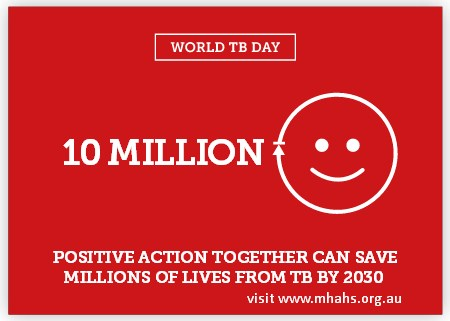 WORLD TB DAY
10 MILLION
POSITIVE ACTION TOGETHER CAN SAVE
MILLIONS OF LIVES FROM TB BY 2030
visit www.mhahs.org.au